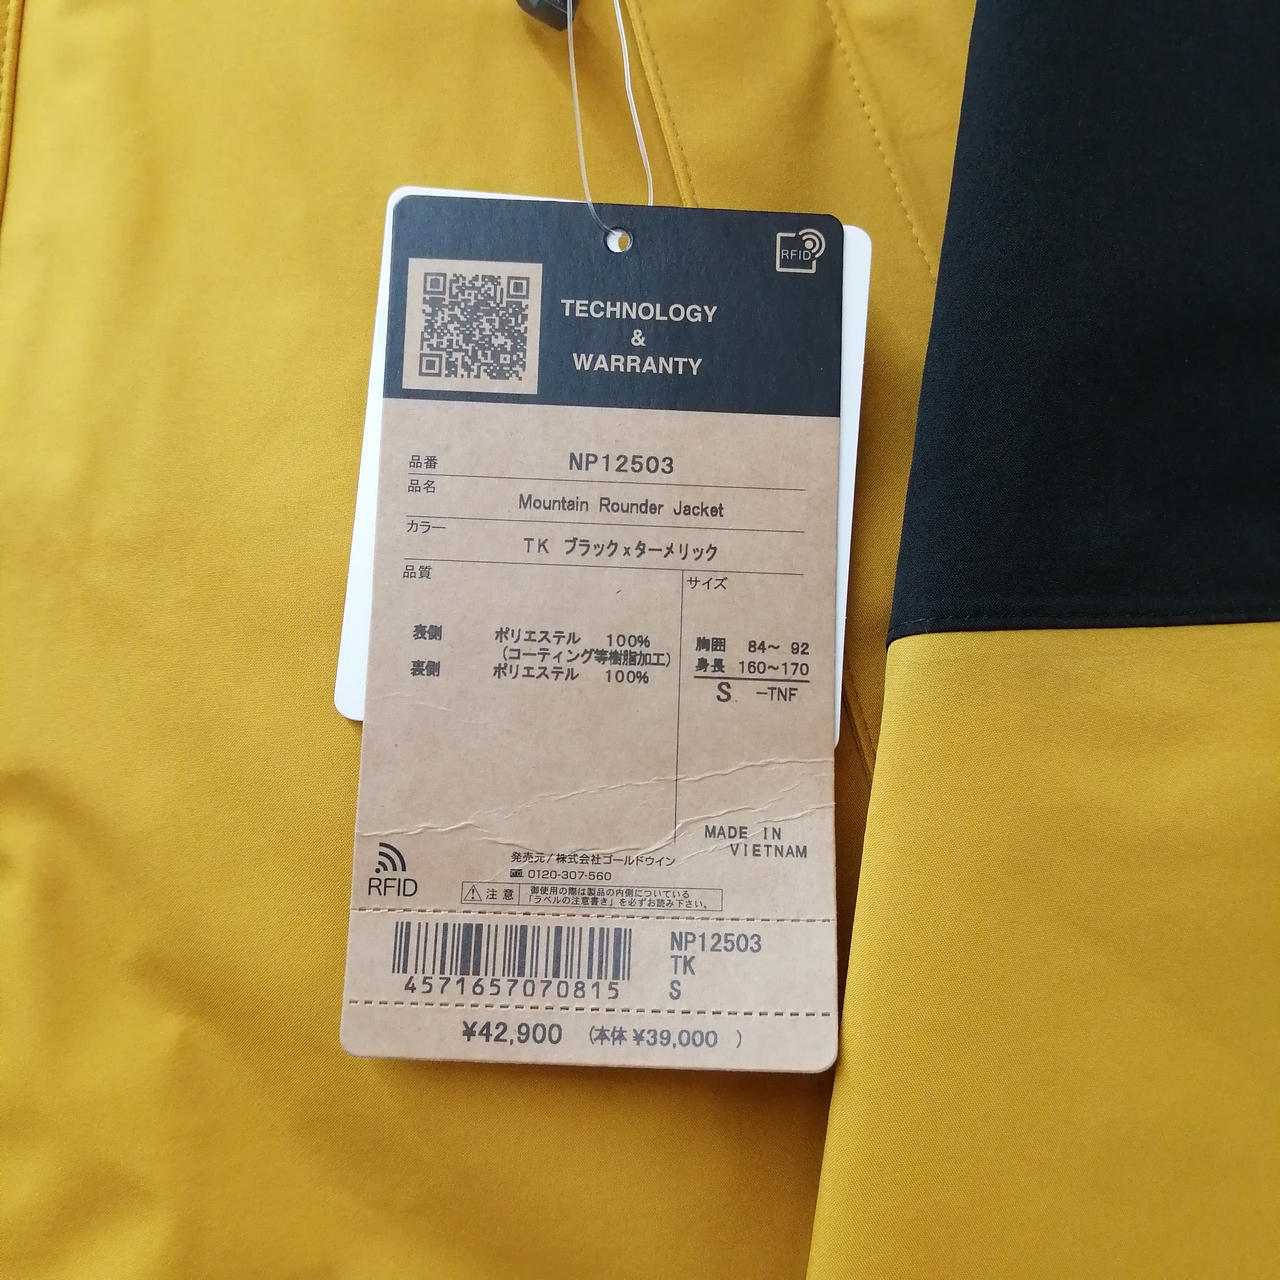 RFID
TECHNOLOGY
&
WARRANTY
品番 NP12503
品名 Mountain Rounder Jacket
カラー TK ブラックxターメリック
品質
サイズ
表側 ポリエステル 100%
(コーティング等樹脂加工)
裏側 ポリエステル 100%
胸囲 84～ 92
身長 160～170
S -TNF
MADE IN
VIETNAM
発売元/株式会社ゴールドウイン
0120-307-560
RFID
注意 御使用の際は製品の内側についている
「ラベルの注意書き」を必ずお読み下さい。
4571657070815
NP12503
TK
S
¥42,900 (本体 ¥39,000 )